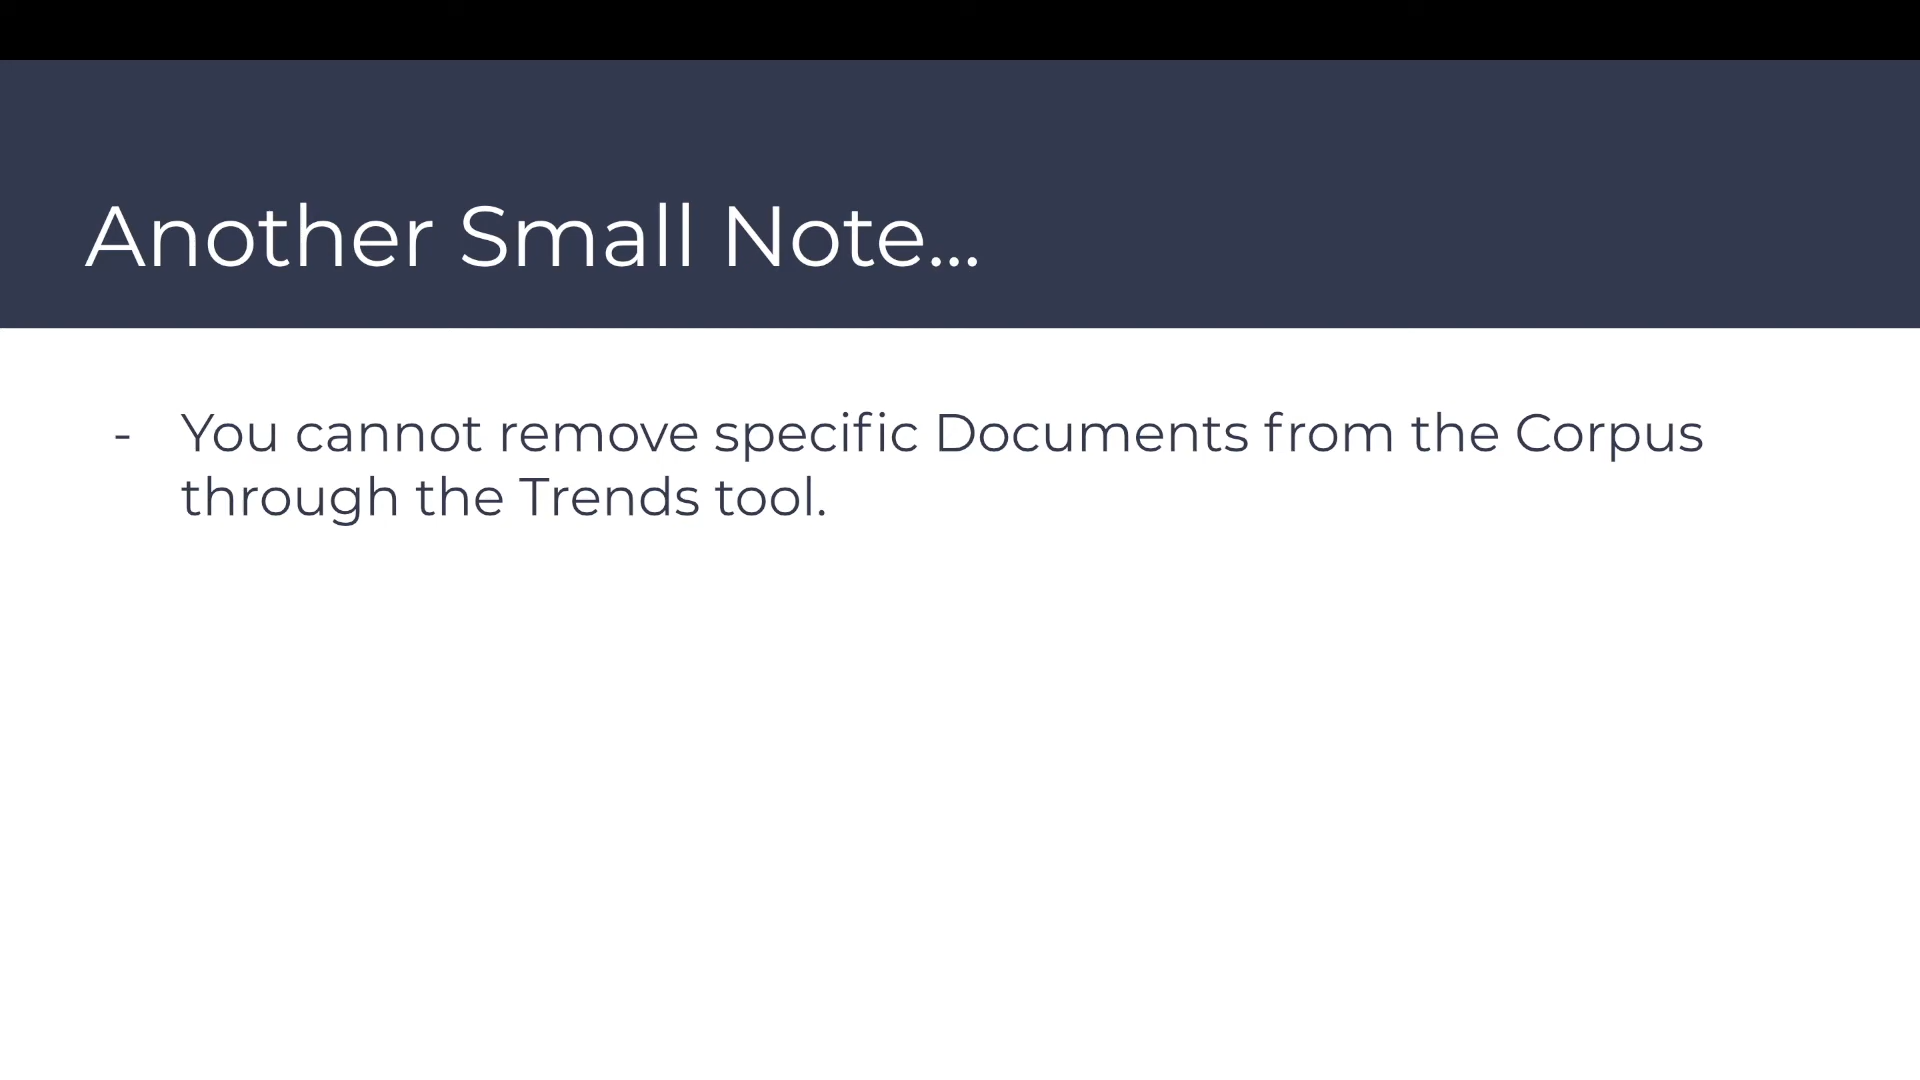 Another Small Note...
- You cannot remove specific Documents from the Corpus
through the Trends tool.